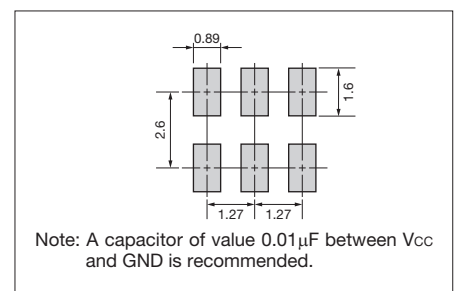 0.89
1.6
2.6
1.27 1.27
Note: A capacitor of value 0.01μF between Vcc
and GND is recommended.